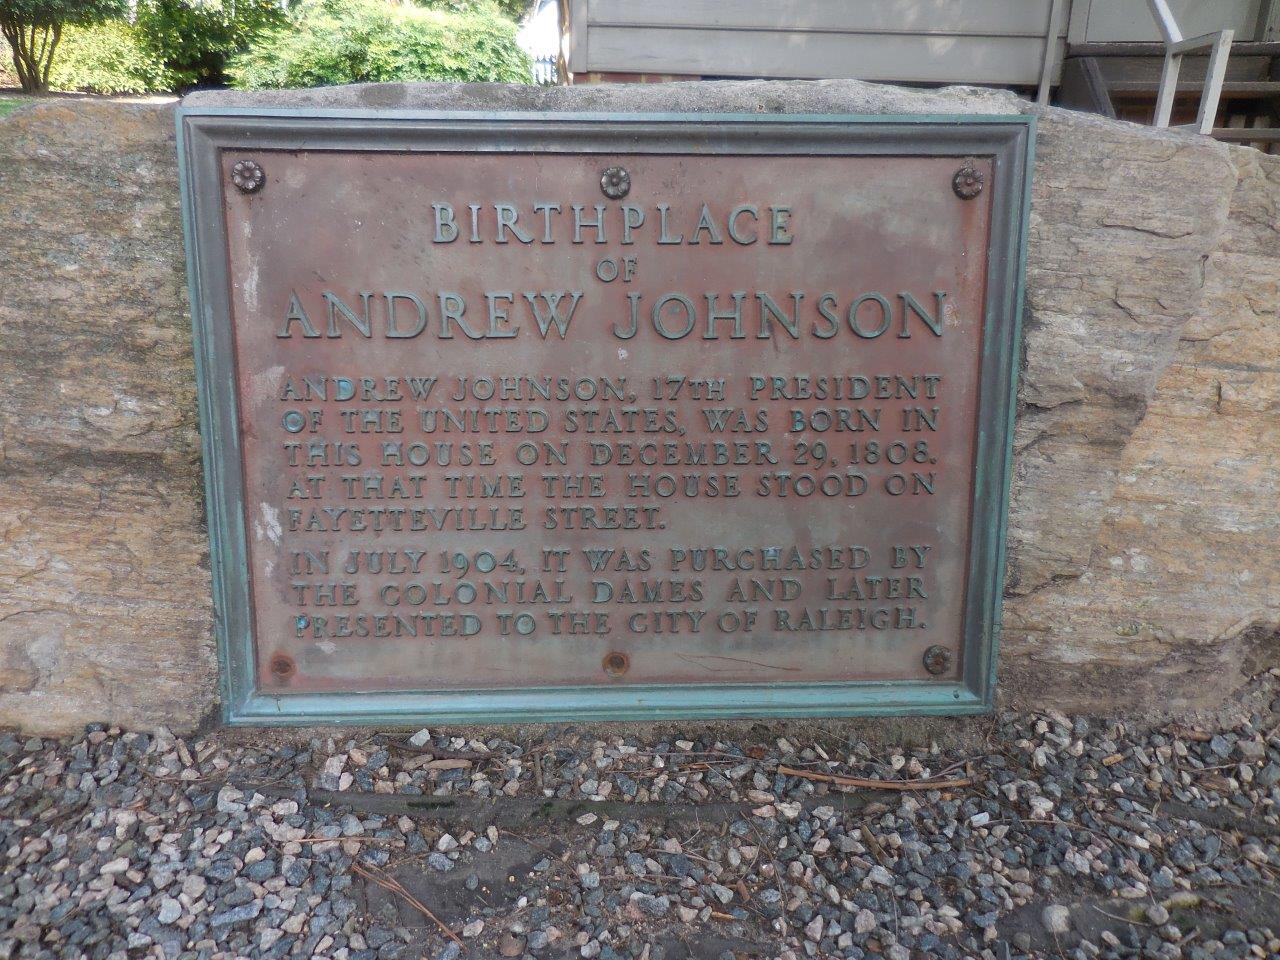 BIRTHPLACE
OF
ANDREW JOHNSON
ANDREW JOHNSON, 17TH PRESIDENT
OF THE UNITED STATES, WAS BORN IN
THIS HOUSE ON DECEMBER 29, 1808.
AT THAT TIME THE HOUSE STOOD ON
FAYETTEVILLE STREET.
IN JULY 1904, IT WAS PURCHASED BY
THE COLONIAL DAMES AND LATER
PRESENTED TO THE CITY OF RALEIGH.